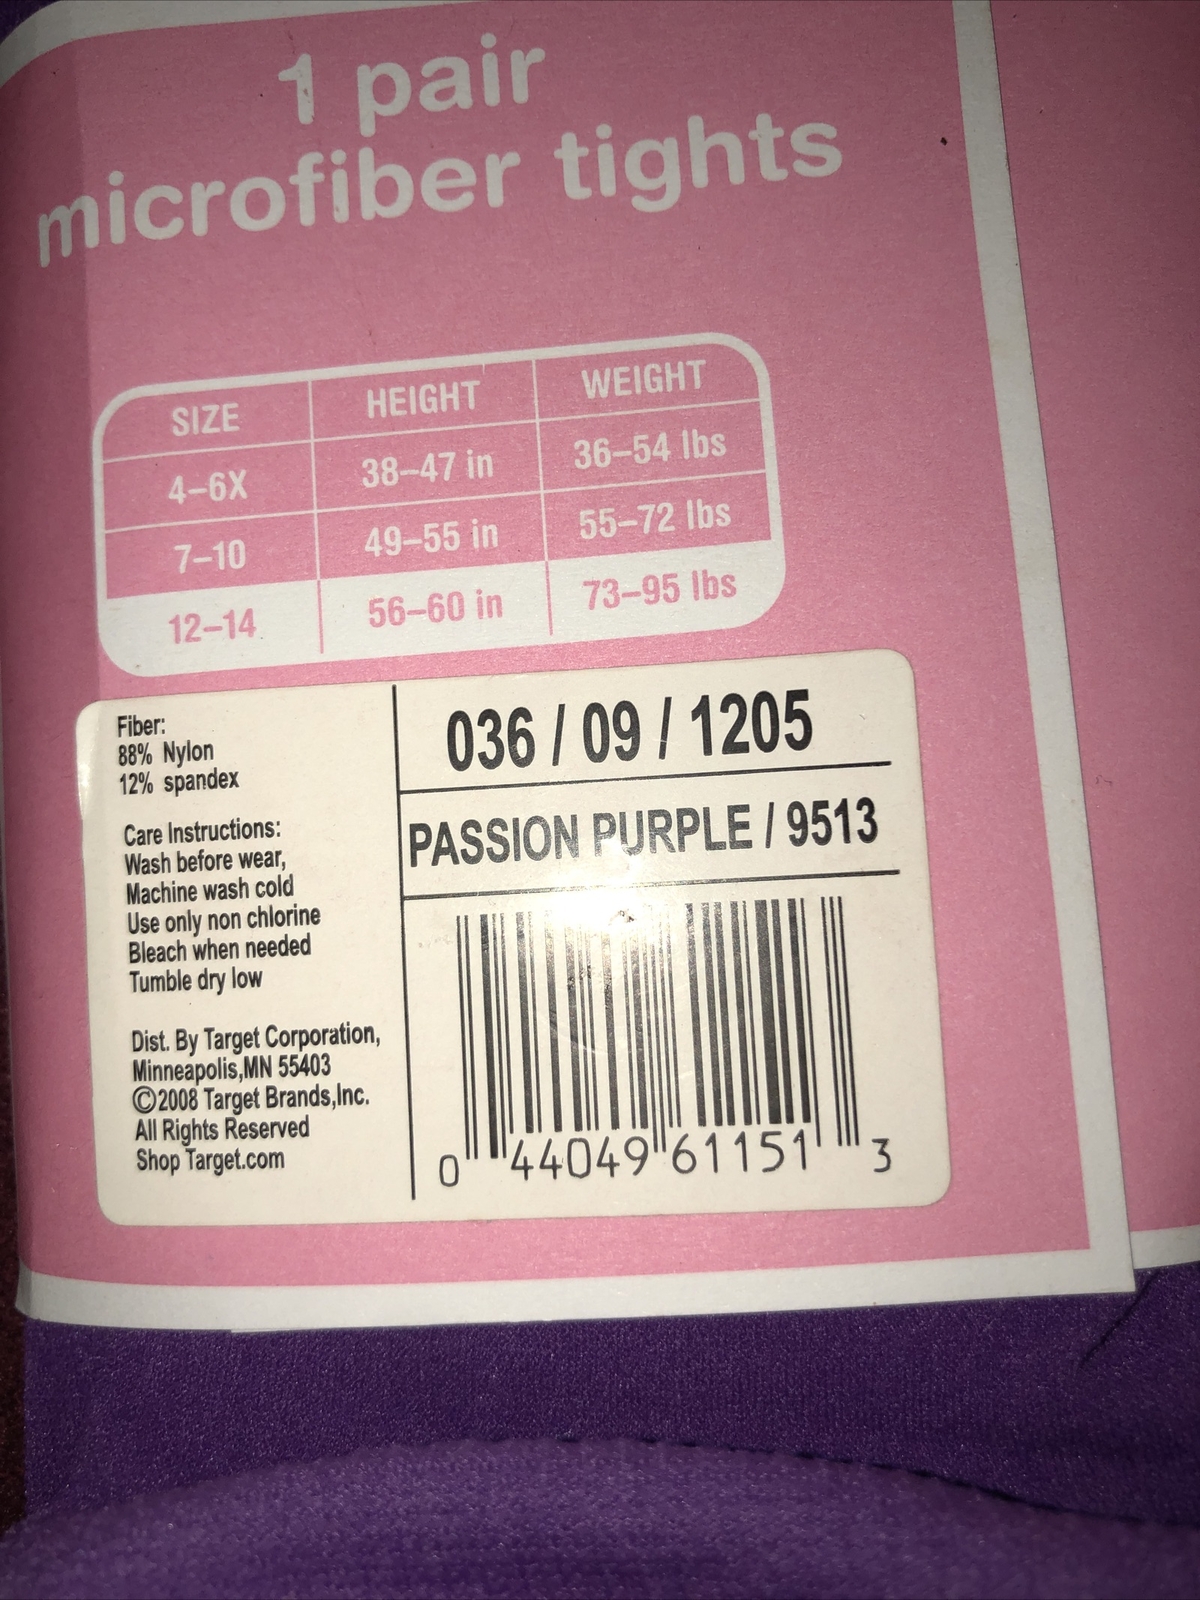 1 pair
microfiber tights
SIZE HEIGHT WEIGHT
4–6X 38–47 in 36–54 lbs
7–10 49–55 in 55–72 lbs
12–14 56–60 in 73–95 lbs
Fiber:
88% Nylon
12% spandex
Care Instructions:
Wash before wear,
Machine wash cold
Use only non chlorine
Bleach when needed
Tumble dry low
Dist. By Target Corporation,
Minneapolis,MN 55403
©2008 Target Brands,Inc.
All Rights Reserved
Shop Target.com
036 / 09 / 1205
PASSION PURPLE / 9513
0 44049 61151 3